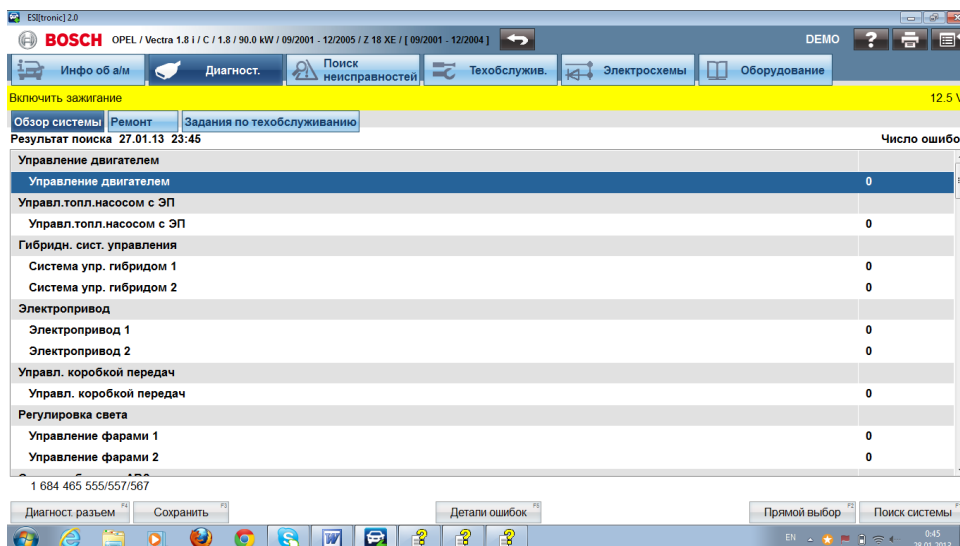 ESI[tronic] 2.0
BOSCH OPEL / Vectra 1.8 i / C / 1.8 / 90.0 kW / 09/2001 - 12/2005 / Z 18 XE / [ 09/2001 - 12/2004 ] DEMO ?
Инфо об а/м Диагност. Поиск неисправностей Техобслужив. Электросхемы Оборудование
Включить зажигание 12.5 V
Обзор системы Ремонт Задания по техобслуживанию
Результат поиска 27.01.13 23:45 Число ошибо
Управление двигателем
Управление двигателем 0
Управл.топл.насосом с ЭП
Управл.топл.насосом с ЭП 0
Гибридн. сист. управления
Система упр. гибридом 1 0
Система упр. гибридом 2 0
Электропривод
Электропривод 1 0
Электропривод 2 0
Управл. коробкой передач
Управл. коробкой передач 0
Регулировка света
Управление фарами 1 0
Управление фарами 2 0
1 684 465 555/557/567
Диагност. разъем F4 Сохранить F3 Детали ошибок Прямой выбор Поиск системы
EN 0:45
28.01.2013